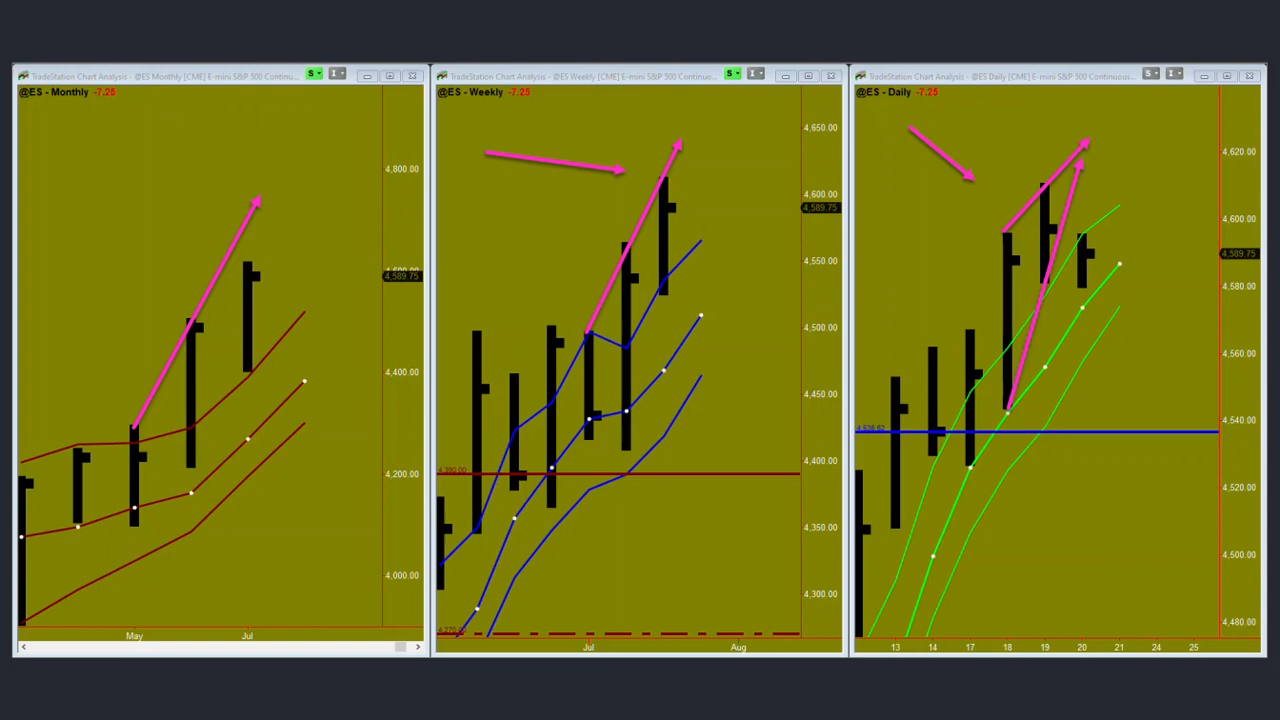 TradeStation Chart Analysis - @ES Monthly [CME] E-mini S&P 500 Continu...
S
I
@ES - Monthly -7.25
4,800.00
4,589.75
4,400.00
4,200.00
4,000.00
May
Jul
TradeStation Chart Analysis - @ES Weekly [CME] E-mini S&P 500 Continuo...
S
I
@ES - Weekly -7.25
4,650.00
4,600.00
4,589.75
4,550.00
4,500.00
4,450.00
4,400.00
4,390.00
4,350.00
4,300.00
Jul
Aug
TradeStation Chart Analysis - @ES Daily [CME] E-mini S&P 500 Continuous...
S
I
@ES - Daily -7.25
4,620.00
4,600.00
4,589.75
4,580.00
4,560.00
4,540.00
4,520.00
4,500.00
4,480.00
13 14 17 18 19 20 21 24 25